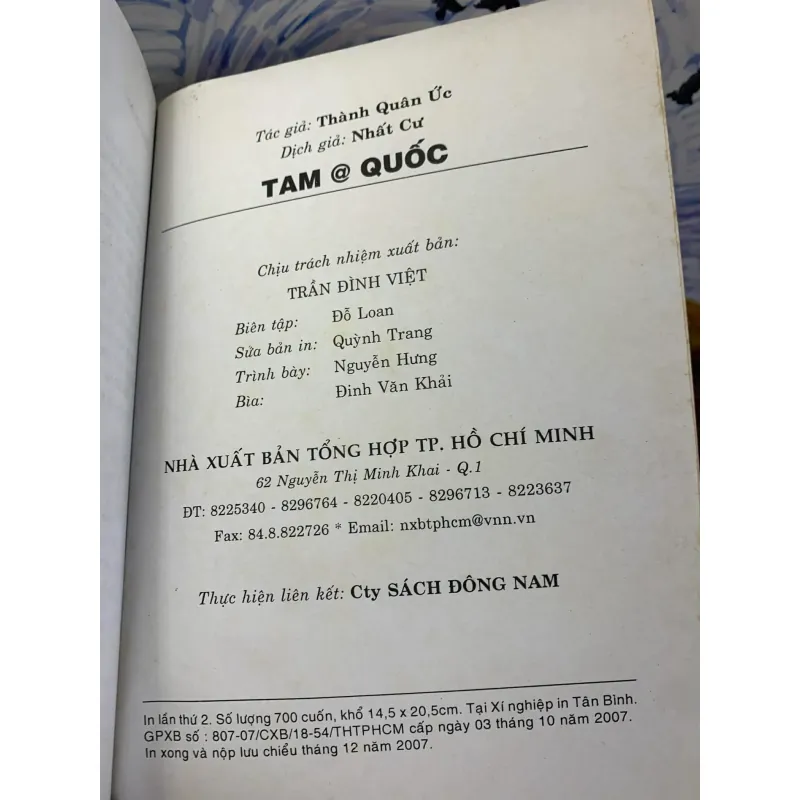 Tác giả: Thành Quân Ức
Dịch giả: Nhất Cư
TAM @ QUỐC
Chịu trách nhiệm xuất bản:
TRẦN ĐÌNH VIỆT
Biên tập: Đỗ Loan
Sửa bản in: Quỳnh Trang
Trình bày: Nguyễn Hưng
Bìa: Đinh Văn Khải
NHÀ XUẤT BẢN TỔNG HỢP TP. HỒ CHÍ MINH
62 Nguyễn Thị Minh Khai - Q.1
ĐT: 8225340 - 8296764 - 8220405 - 8296713 - 8223637
Fax: 84.8.822726 * Email: nxbtphcm@vnn.vn
Thực hiện liên kết: Cty SÁCH ĐÔNG NAM
In lần thứ 2. Số lượng 700 cuốn, khổ 14,5 x 20,5cm. Tại Xí nghiệp in Tân Bình.
GPXB số : 807-07/CXB/18-54/THTPHCM cấp ngày 03 tháng 10 năm 2007.
In xong và nộp lưu chiểu tháng 12 năm 2007.